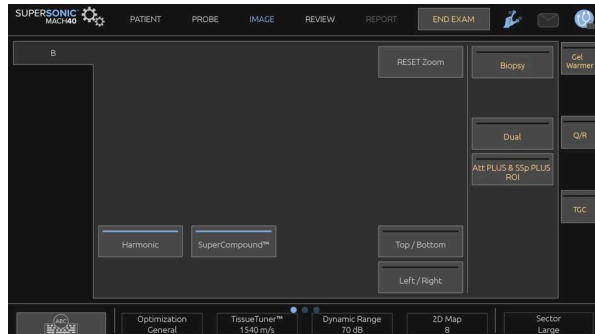 SUPERSONIC
MACH40
PATIENT
PROBE
IMAGE
REVIEW
REPORT
END EXAM
B
RESET Zoom
Biopsy
Gel
Warmer
Dual
Q/R
Att PLUS & SSp PLUS
ROI
TGC
Harmonic
SuperCompound™
Top / Bottom
Left / Right
ABC
Optimization
General
TissueTuner™
1540 m/s
Dynamic Range
70 dB
2D Map
8
Sector
Large